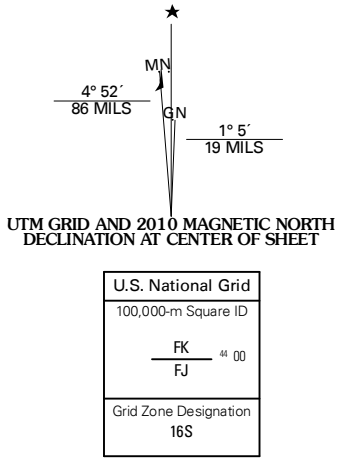 ★
MN
4° 52´
86 MILS
GN
1° 5´
19 MILS
UTM GRID AND 2010 MAGNETIC NORTH
DECLINATION AT CENTER OF SHEET
U.S. National Grid
100,000-m Square ID
FK
44 00
FJ
Grid Zone Designation
16S